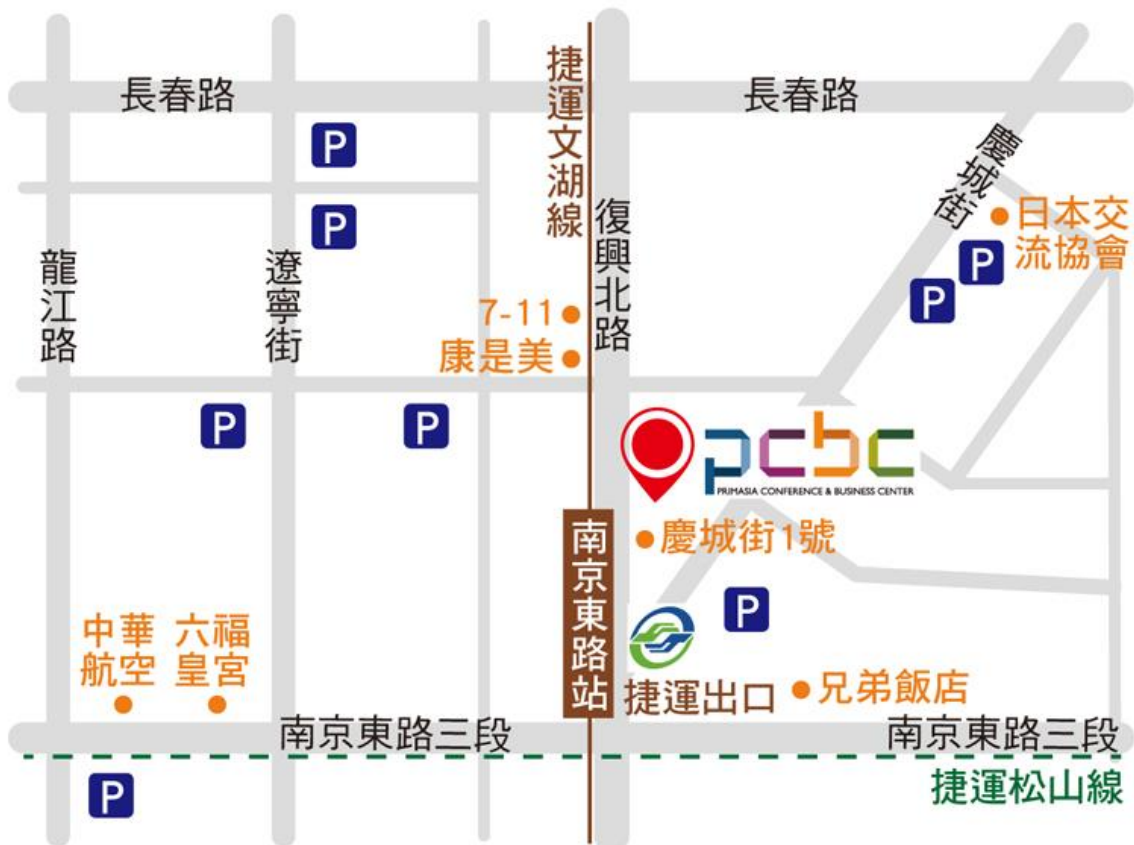 長春路
長春路
捷運文湖線
慶城街
P
P
日本交
流協會
復興北路
龍江路
遼寧街
P
P
7-11
康是美
P
P
pcbc
PRIMASIA CONFERENCE & BUSINESS CENTER
慶城街1號
南京東路站
P
中華
航空
六福
皇宮
捷運出口
兄弟飯店
南京東路三段
南京東路三段
捷運松山線
P